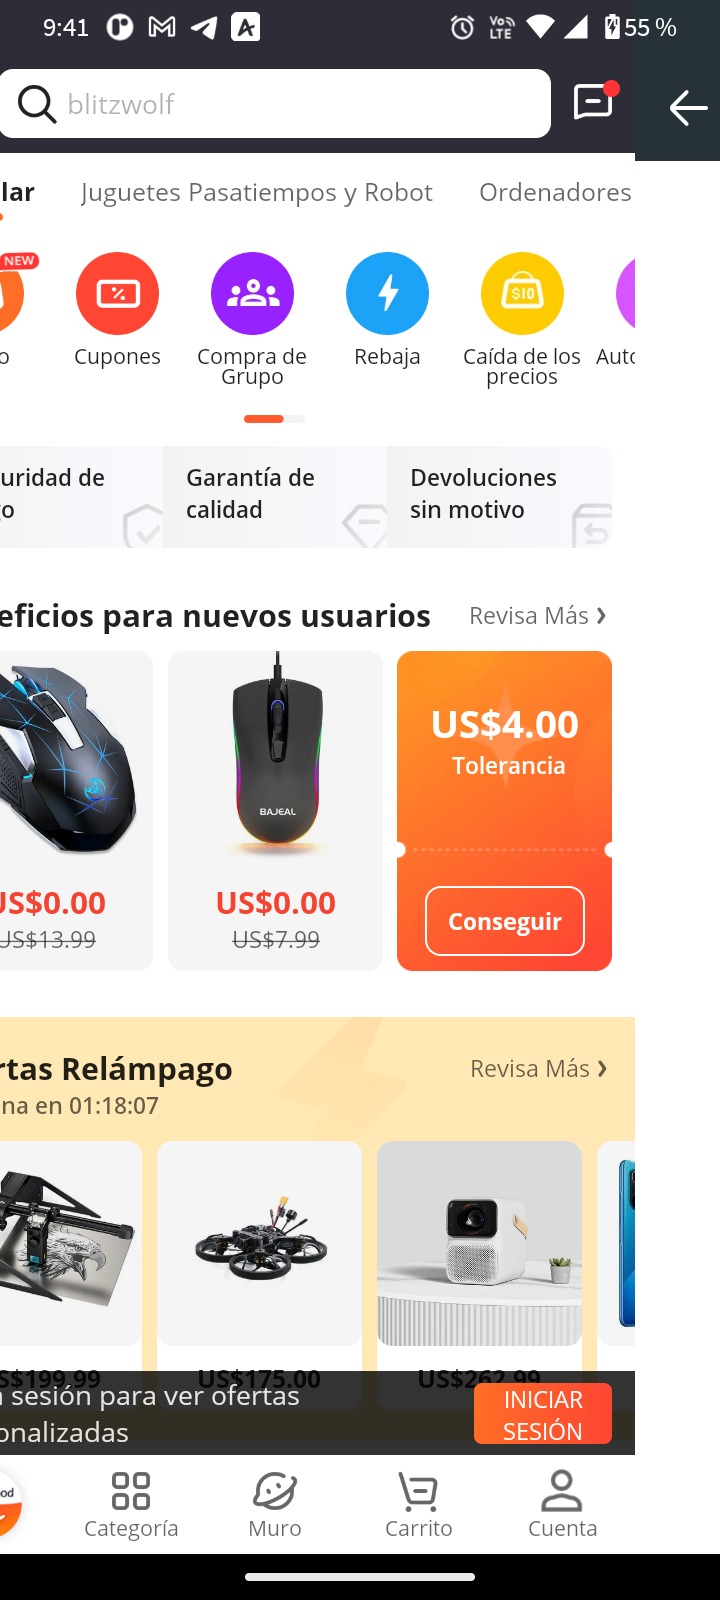 9:41
Vo))
LTE
55 %
blitzwolf
lar
Juguetes Pasatiempos y Robot
Ordenadores
NEW
o
Cupones
Compra de
Grupo
Rebaja
$10
Caída de los
precios
Auto
uridad de
go
Garantía de
calidad
Devoluciones
sin motivo
eficios para nuevos usuarios
Revisa Más
BAJEAL
US$0.00
US$13.99
US$0.00
US$7.99
US$4.00
Tolerancia
Conseguir
rtas Relámpago
Revisa Más
na en 01:18:07
S$199.99
US$175.00
US$262.99
a sesión para ver ofertas
onalizadas
INICIAR
SESIÓN
od
Categoría
Muro
Carrito
Cuenta